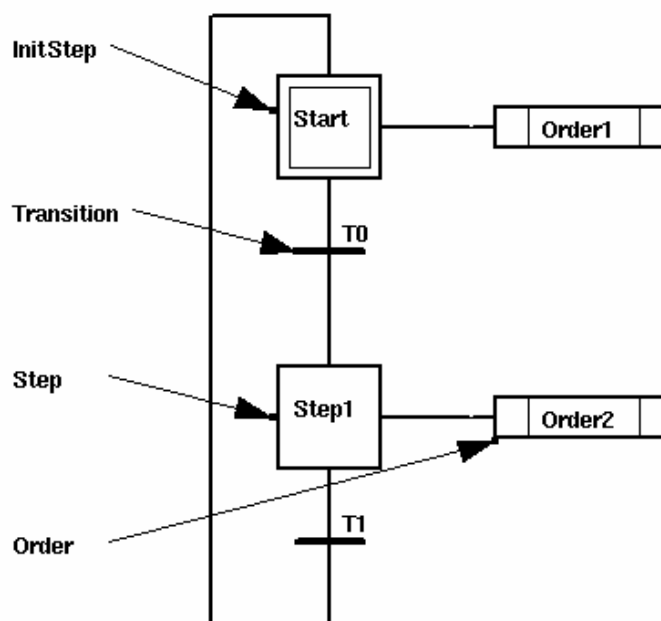 InitStep
Start
Order1
Transition
T0
Step
Step1
Order2
T1
Order